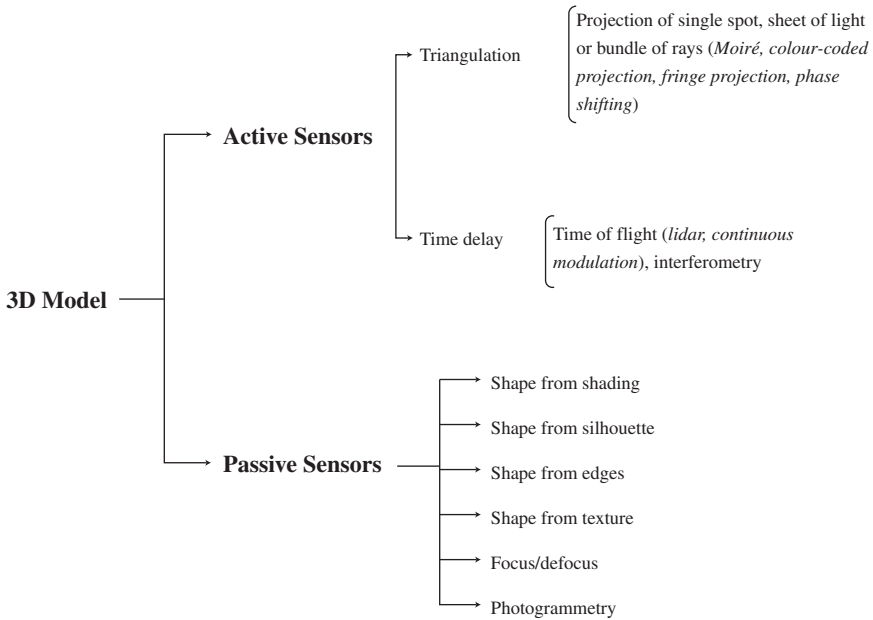 3D Model
Active Sensors
Triangulation
Projection of single spot, sheet of light
or bundle of rays (Moiré, colour-coded
projection, fringe projection, phase
shifting)
Time delay
Time of flight (lidar, continuous
modulation), interferometry
Passive Sensors
Shape from shading
Shape from silhouette
Shape from edges
Shape from texture
Focus/defocus
Photogrammetry